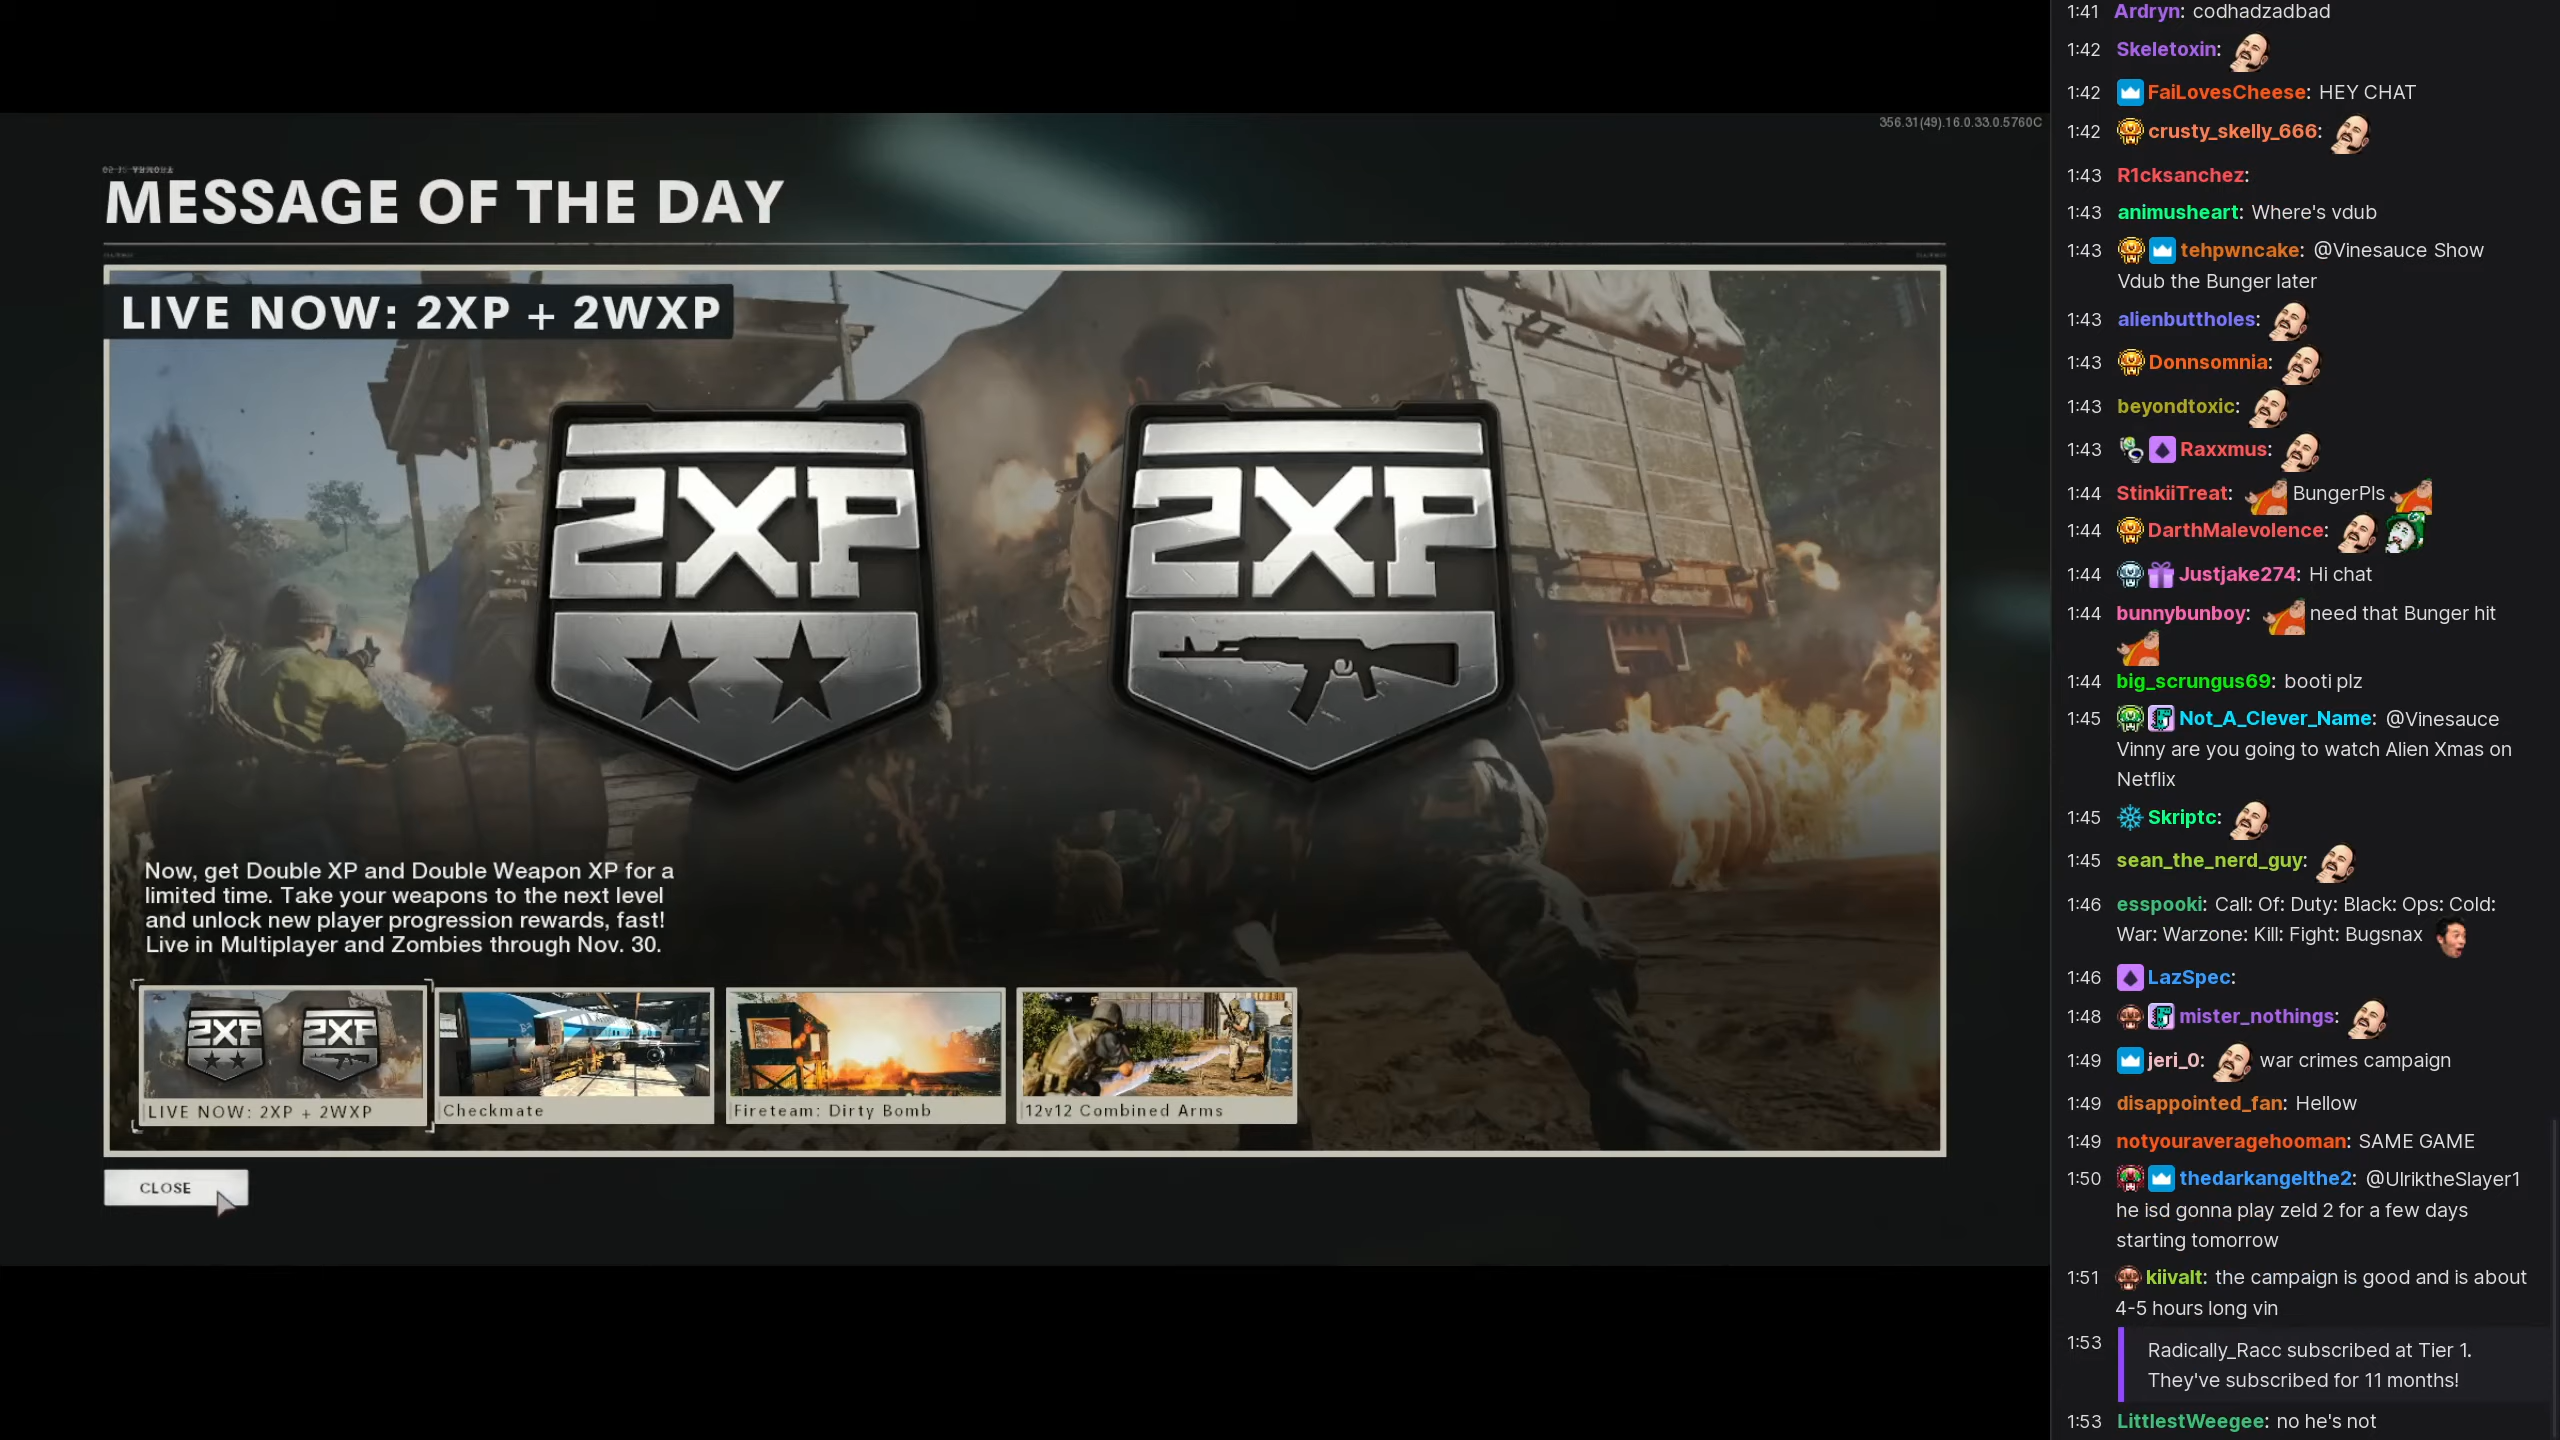 356.31(49).16.0.33.0.5760C
MESSAGE OF THE DAY
LIVE NOW: 2XP + 2WXP
2XP
2XP
Now, get Double XP and Double Weapon XP for a
limited time. Take your weapons to the next level
and unlock new player progression rewards, fast!
Live in Multiplayer and Zombies through Nov. 30.
2XP
2XP
LIVE NOW: 2XP + 2WXP
Checkmate
Fireteam: Dirty Bomb
12v12 Combined Arms
CLOSE
1:41 Ardryn: codhadzadbad
1:42 Skeletoxin:
1:42 FaiLovesCheese: HEY CHAT
1:42 crusty_skelly_666:
1:43 R1cksanchez:
1:43 animusheart: Where's vdub
1:43 tehpwncake: @Vinesauce Show
Vdub the Bunger later
1:43 alienbuttholes:
1:43 Donnsomnia:
1:43 beyondtoxic:
1:43 Raxxmus:
1:44 StinkiiTreat: BungerPls
1:44 DarthMalevolence:
1:44 Justjake274: Hi chat
1:44 bunnybunboy: need that Bunger hit
1:44 big_scrungus69: booti plz
1:45 Not_A_Clever_Name: @Vinesauce
Vinny are you going to watch Alien Xmas on
Netflix
1:45 Skriptc:
1:45 sean_the_nerd_guy:
1:46 esspooki: Call: Of: Duty: Black: Ops: Cold:
War: Warzone: Kill: Fight: Bugsnax
1:46 LazSpec:
1:48 mister_nothings:
1:49 jeri_0: war crimes campaign
1:49 disappointed_fan: Hellow
1:49 notyouraveragehooman: SAME GAME
1:50 thedarkangelthe2: @UlriktheSlayer1
he isd gonna play zeld 2 for a few days
starting tomorrow
1:51 kiivalt: the campaign is good and is about
4-5 hours long vin
1:53 Radically_Racc subscribed at Tier 1.
They've subscribed for 11 months!
1:53 LittlestWeegee: no he's not